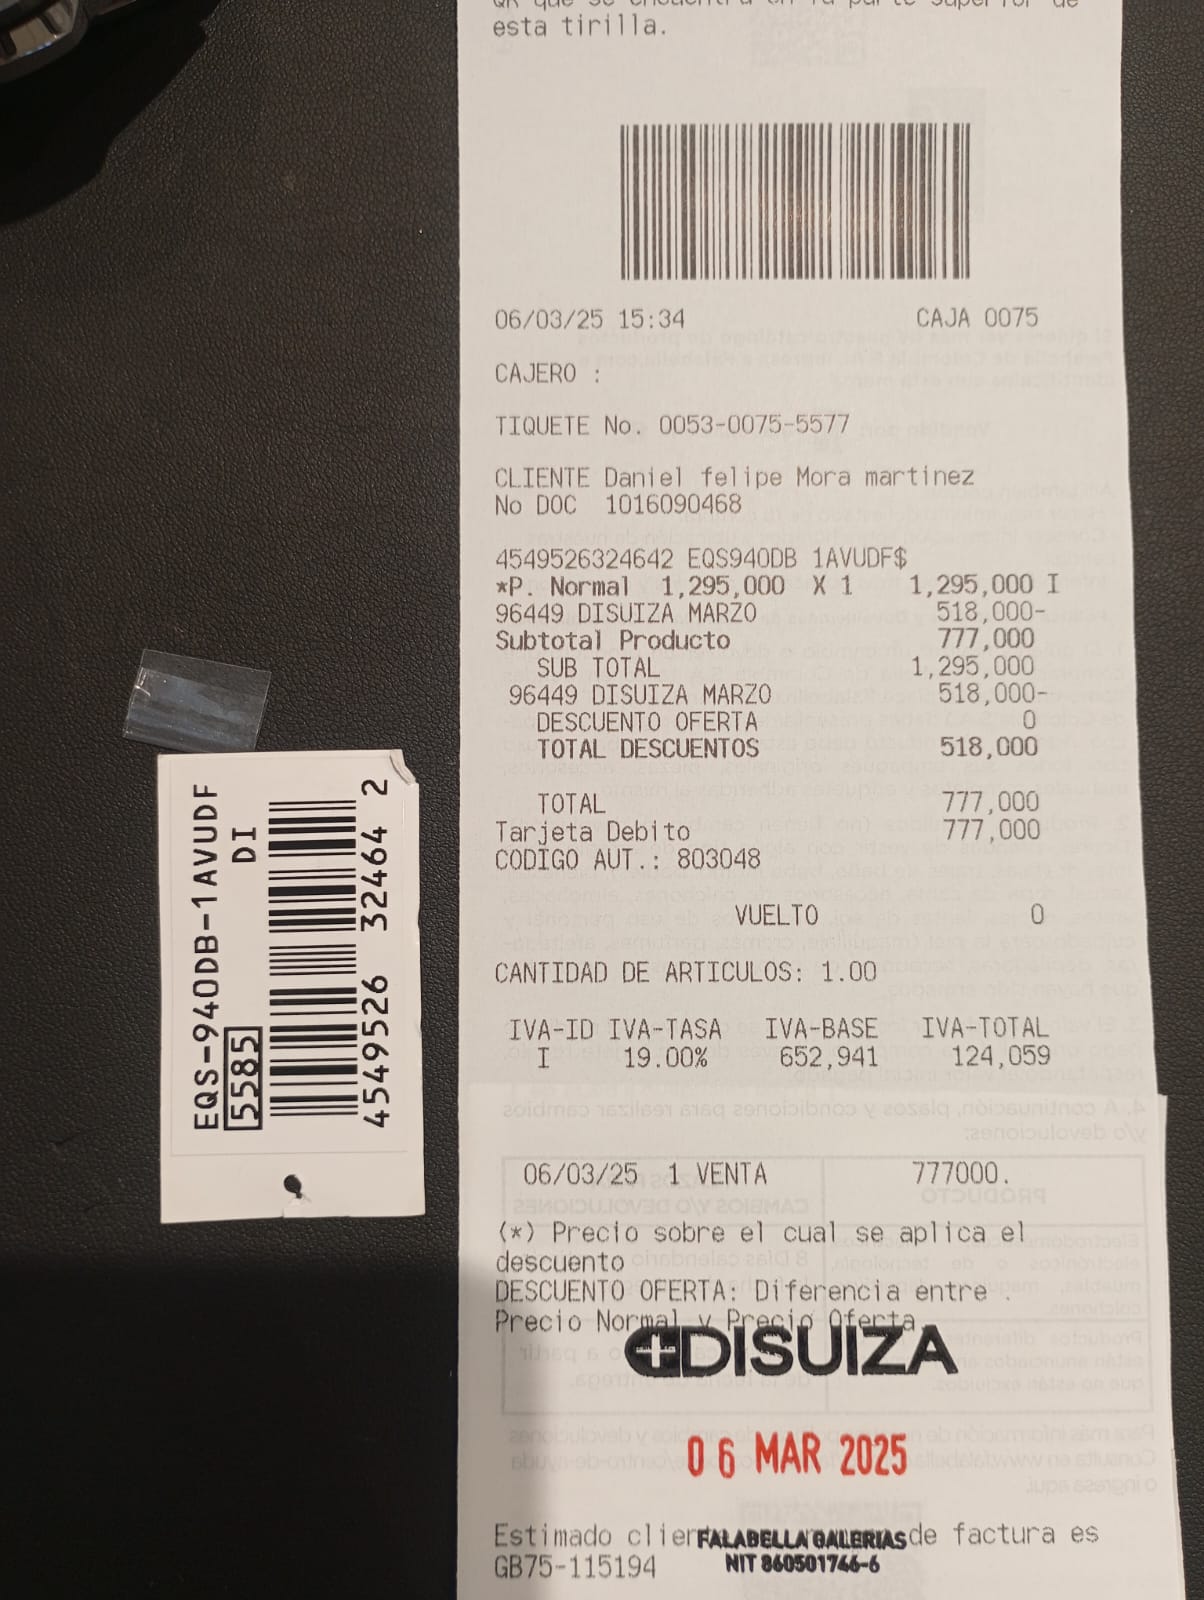 esta tirilla.
06/03/25 15:34 CAJA 0075
CAJERO :
TIQUETE No. 0053-0075-5577
CLIENTE Daniel felipe Mora martinez
No DOC 1016090468
4549526324642 EQS940DB 1AVUDF$
*P. Normal 1,295,000 X 1 1,295,000 I
96449 DISUIZA MARZO 518,000-
Subtotal Producto 777,000
SUB TOTAL 1,295,000
96449 DISUIZA MARZO 518,000-
DESCUENTO OFERTA 0
TOTAL DESCUENTOS 518,000
TOTAL 777,000
Tarjeta Debito 777,000
CODIGO AUT.: 803048
VUELTO 0
CANTIDAD DE ARTICULOS: 1.00
IVA-ID IVA-TASA IVA-BASE IVA-TOTAL
I 19.00% 652,941 124,059
06/03/25 1 VENTA 777000.
(*) Precio sobre el cual se aplica el
descuento
DESCUENTO OFERTA: Diferencia entre
Precio Normal y Precio Oferta
DISUIZA
06 MAR 2025
Estimado de factura es
FALABELLA GALERIAS
GB75-115194
NIT 860501746-6
EQS-940DB-1AVUDF
5585 DI
4549526 32464 2